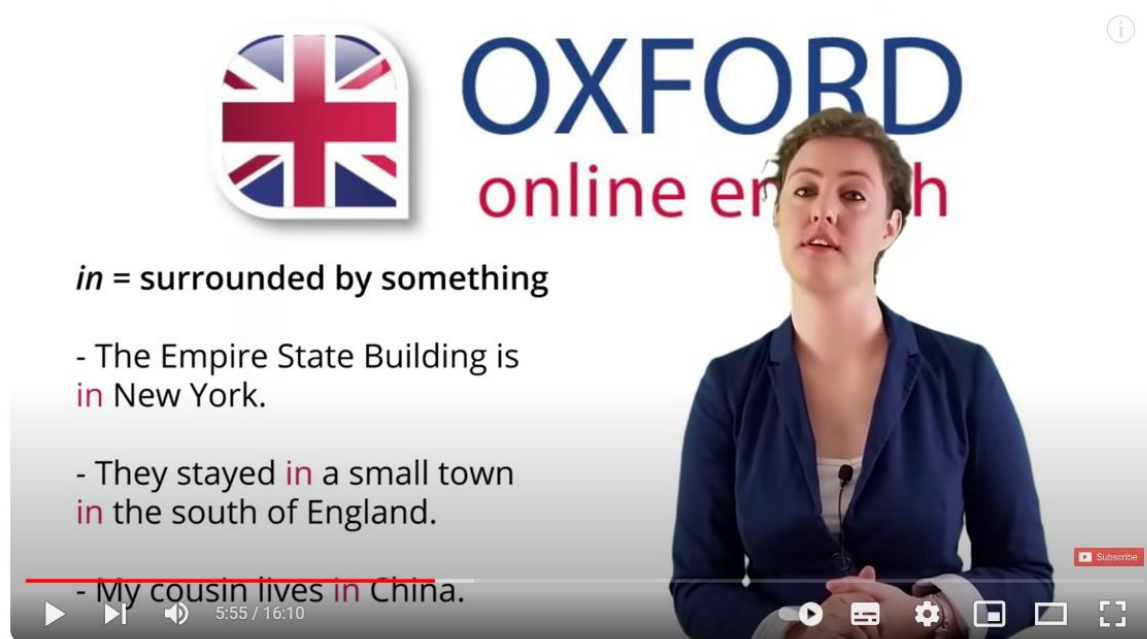 OXFORD
online en h
in = surrounded by something
- The Empire State Building is
in New York.
- They stayed in a small town
in the south of England.
- My cousin lives in China.
Subscribe
5:55 / 16:10